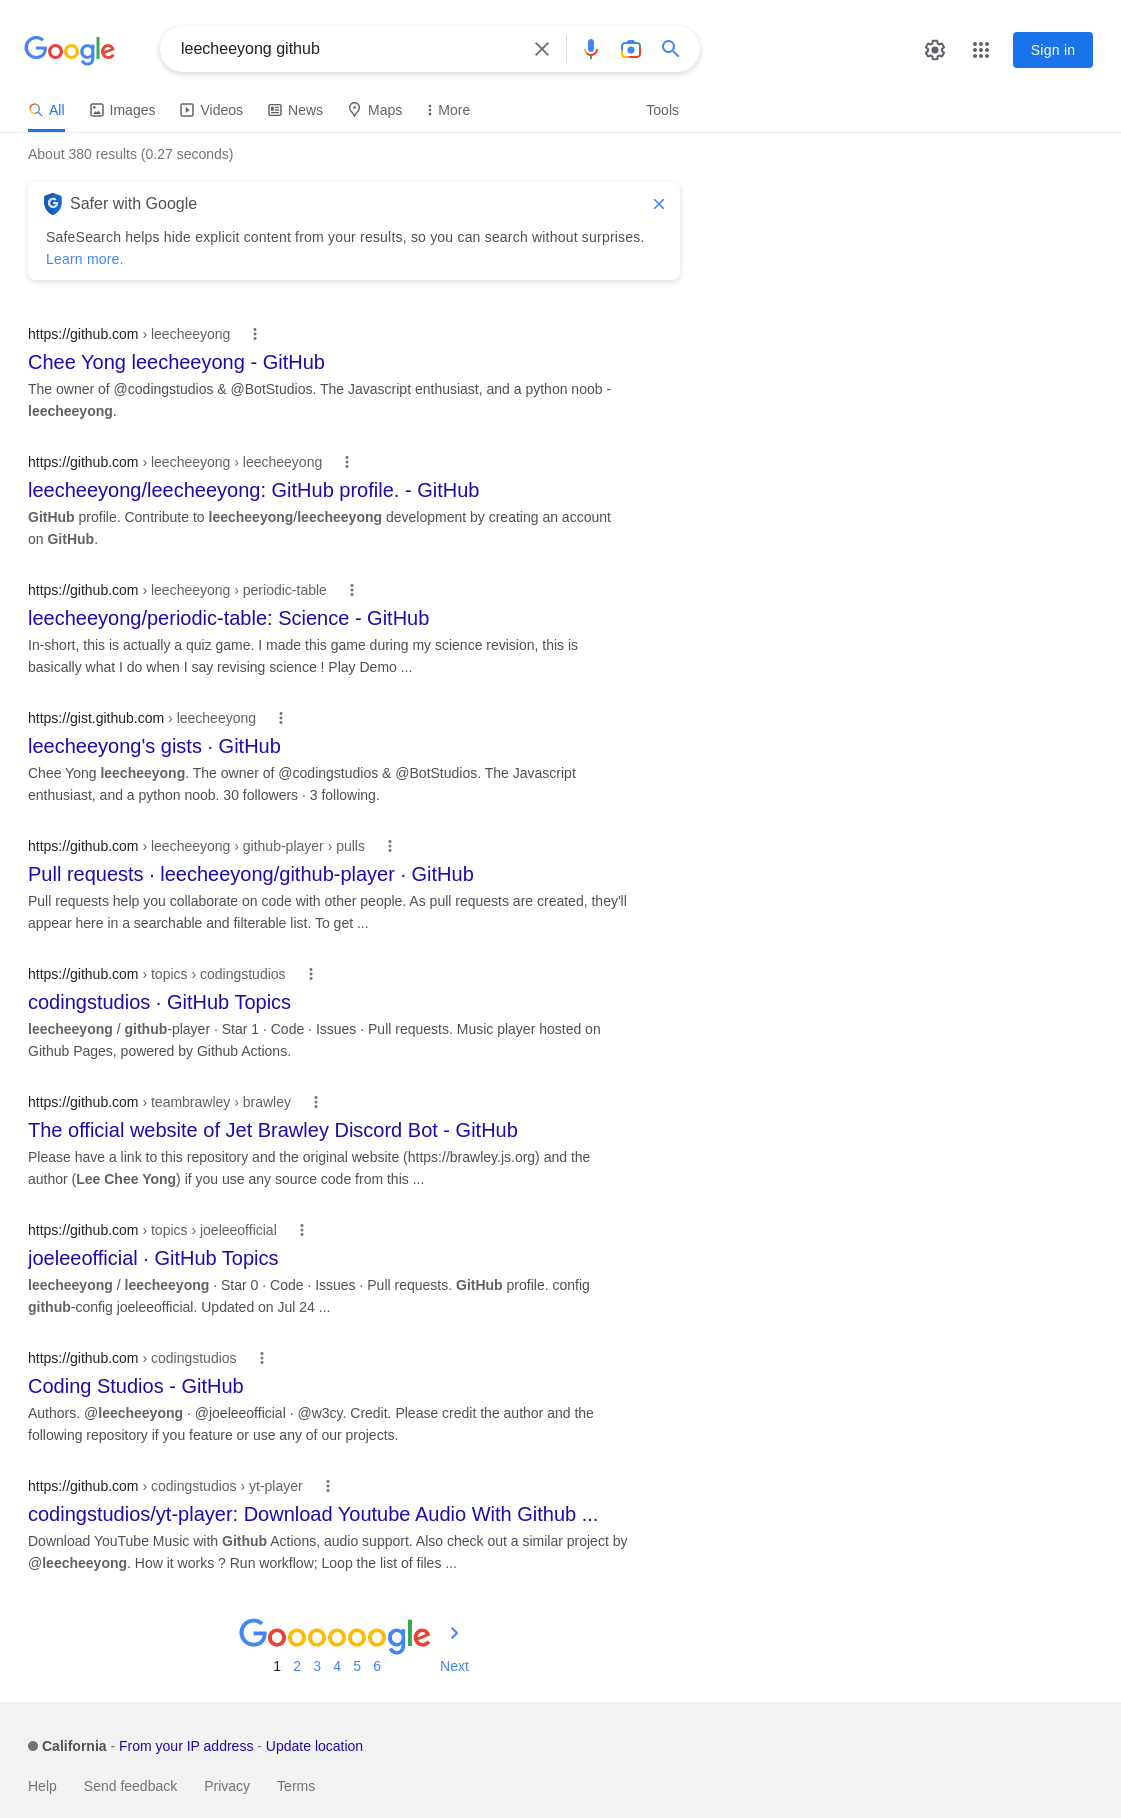 Google
leecheeyong github
Sign in
All Images Videos News Maps More Tools
About 380 results (0.27 seconds)
Safer with Google
SafeSearch helps hide explicit content from your results, so you can search without surprises.
Learn more.
https://github.com › leecheeyong
Chee Yong leecheeyong - GitHub
The owner of @codingstudios & @BotStudios. The Javascript enthusiast, and a python noob -
leecheeyong.
https://github.com › leecheeyong › leecheeyong
leecheeyong/leecheeyong: GitHub profile. - GitHub
GitHub profile. Contribute to leecheeyong/leecheeyong development by creating an account
on GitHub.
https://github.com › leecheeyong › periodic-table
leecheeyong/periodic-table: Science - GitHub
In-short, this is actually a quiz game. I made this game during my science revision, this is
basically what I do when I say revising science ! Play Demo ...
https://gist.github.com › leecheeyong
leecheeyong's gists · GitHub
Chee Yong leecheeyong. The owner of @codingstudios & @BotStudios. The Javascript
enthusiast, and a python noob. 30 followers · 3 following.
https://github.com › leecheeyong › github-player › pulls
Pull requests · leecheeyong/github-player · GitHub
Pull requests help you collaborate on code with other people. As pull requests are created, they'll
appear here in a searchable and filterable list. To get ...
https://github.com › topics › codingstudios
codingstudios · GitHub Topics
leecheeyong / github-player · Star 1 · Code · Issues · Pull requests. Music player hosted on
Github Pages, powered by Github Actions.
https://github.com › teambrawley › brawley
The official website of Jet Brawley Discord Bot - GitHub
Please have a link to this repository and the original website (https://brawley.js.org) and the
author (Lee Chee Yong) if you use any source code from this ...
https://github.com › topics › joeleeofficial
joeleeofficial · GitHub Topics
leecheeyong / leecheeyong · Star 0 · Code · Issues · Pull requests. GitHub profile. config
github-config joeleeofficial. Updated on Jul 24 ...
https://github.com › codingstudios
Coding Studios - GitHub
Authors. @leecheeyong · @joeleeofficial · @w3cy. Credit. Please credit the author and the
following repository if you feature or use any of our projects.
https://github.com › codingstudios › yt-player
codingstudios/yt-player: Download Youtube Audio With Github ...
Download YouTube Music with Github Actions, audio support. Also check out a similar project by
@leecheeyong. How it works ? Run workflow; Loop the list of files ...
Goooooogle
1 2 3 4 5 6 Next
California - From your IP address - Update location
Help Send feedback Privacy Terms